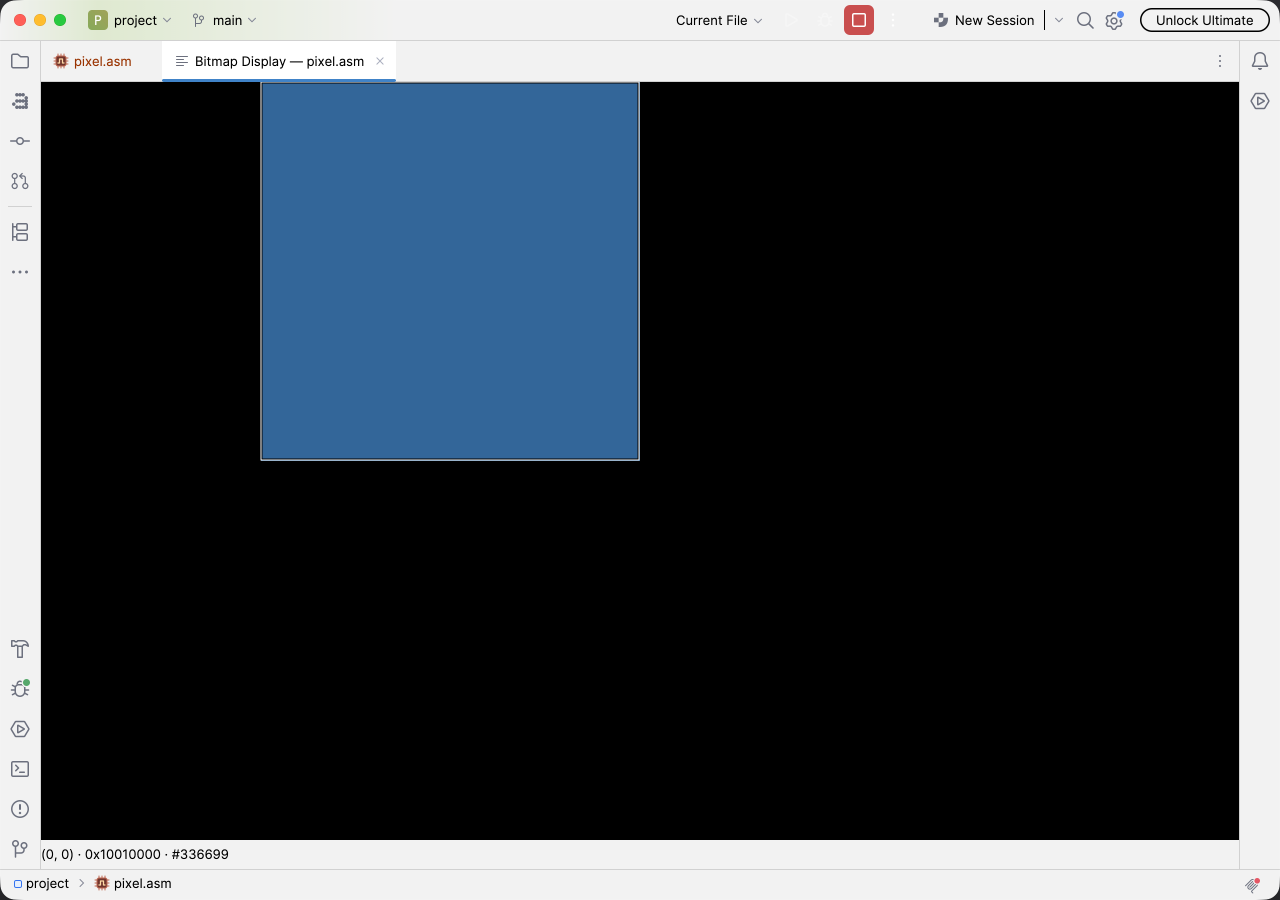 P project
main
Current File
New Session
Unlock Ultimate
pixel.asm
Bitmap Display — pixel.asm
(0, 0) · 0x10010000 · #336699
project
pixel.asm